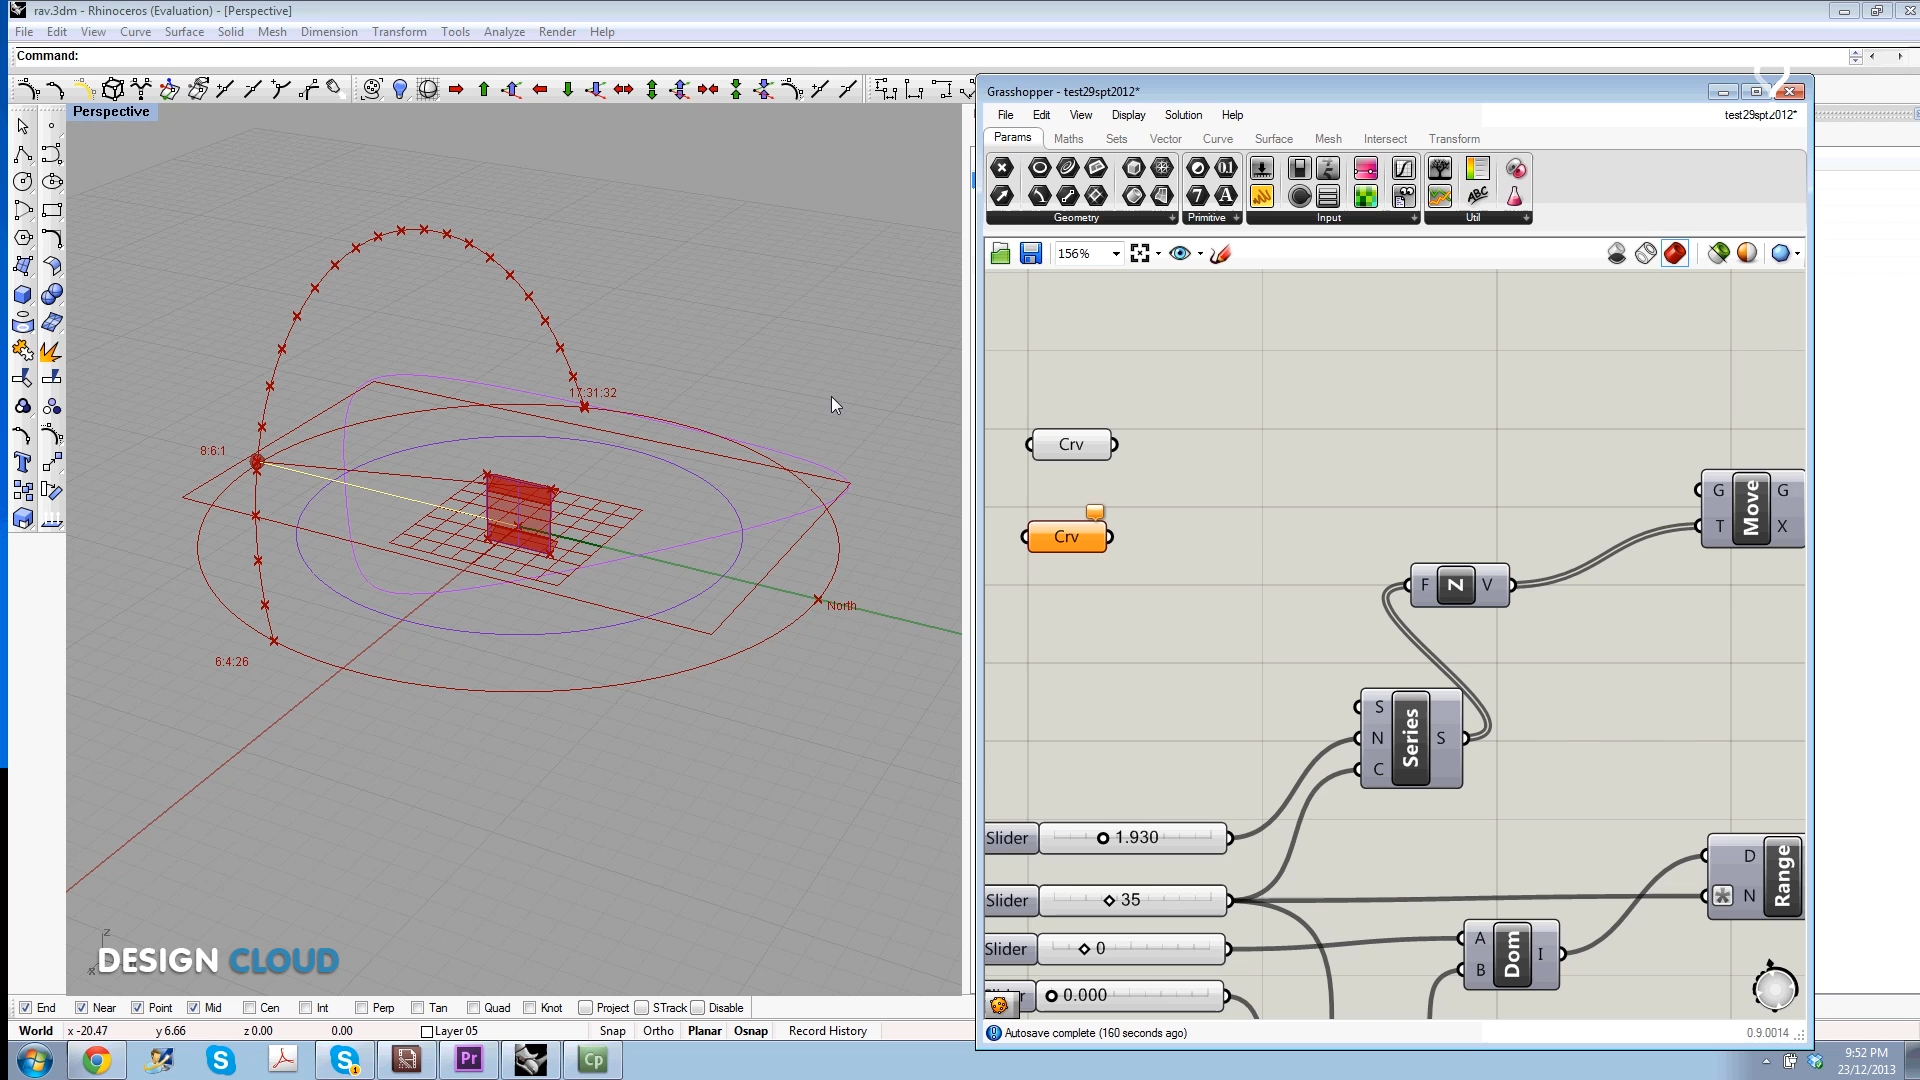 rav.3dm - Rhinoceros (Evaluation) - [Perspective]
File Edit View Curve Surface Solid Mesh Dimension Transform Tools Analyze Render Help
Command:
Perspective
17:31:32
8:6:1
North
6:4:26
z
x
DESIGN CLOUD
End Near Point Mid Cen Int Perp Tan Quad Knot Project STrack Disable
World x -20.47 y 6.66 z 0.00 0.00 Layer 05 Snap Ortho Planar Osnap Record History
Grasshopper - test29spt2012*
File Edit View Display Solution Help test29spt2012*
Params Maths Sets Vector Curve Surface Mesh Intersect Transform
Geometry Primitive Input Util
156%
Crv
Crv
G Move G
T X
F N V
S Series
N S
C
Slider 1.930
Slider 35
Slider 0
0.000
D Range
N
A Dom I
B
Autosave complete (160 seconds ago) 0.9.0014
9:52 PM
23/12/2013